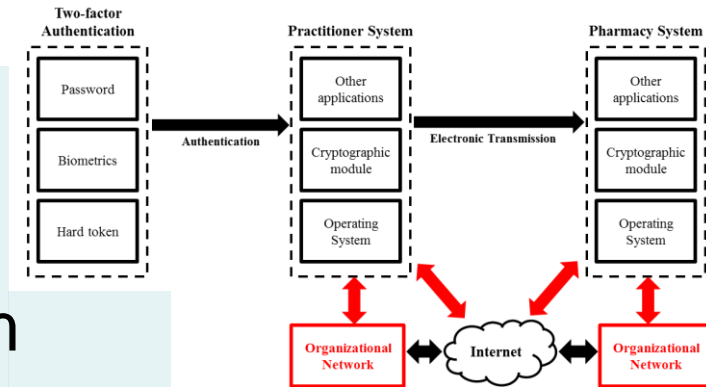 Two-factor
Authentication
Password
Biometrics
Hard token
Authentication
Practitioner System
Other
applications
Cryptographic
module
Operating
System
Electronic Transmission
Pharmacy System
Other
applications
Cryptographic
module
Operating
System
Organizational
Network
Internet
Organizational
Network
n